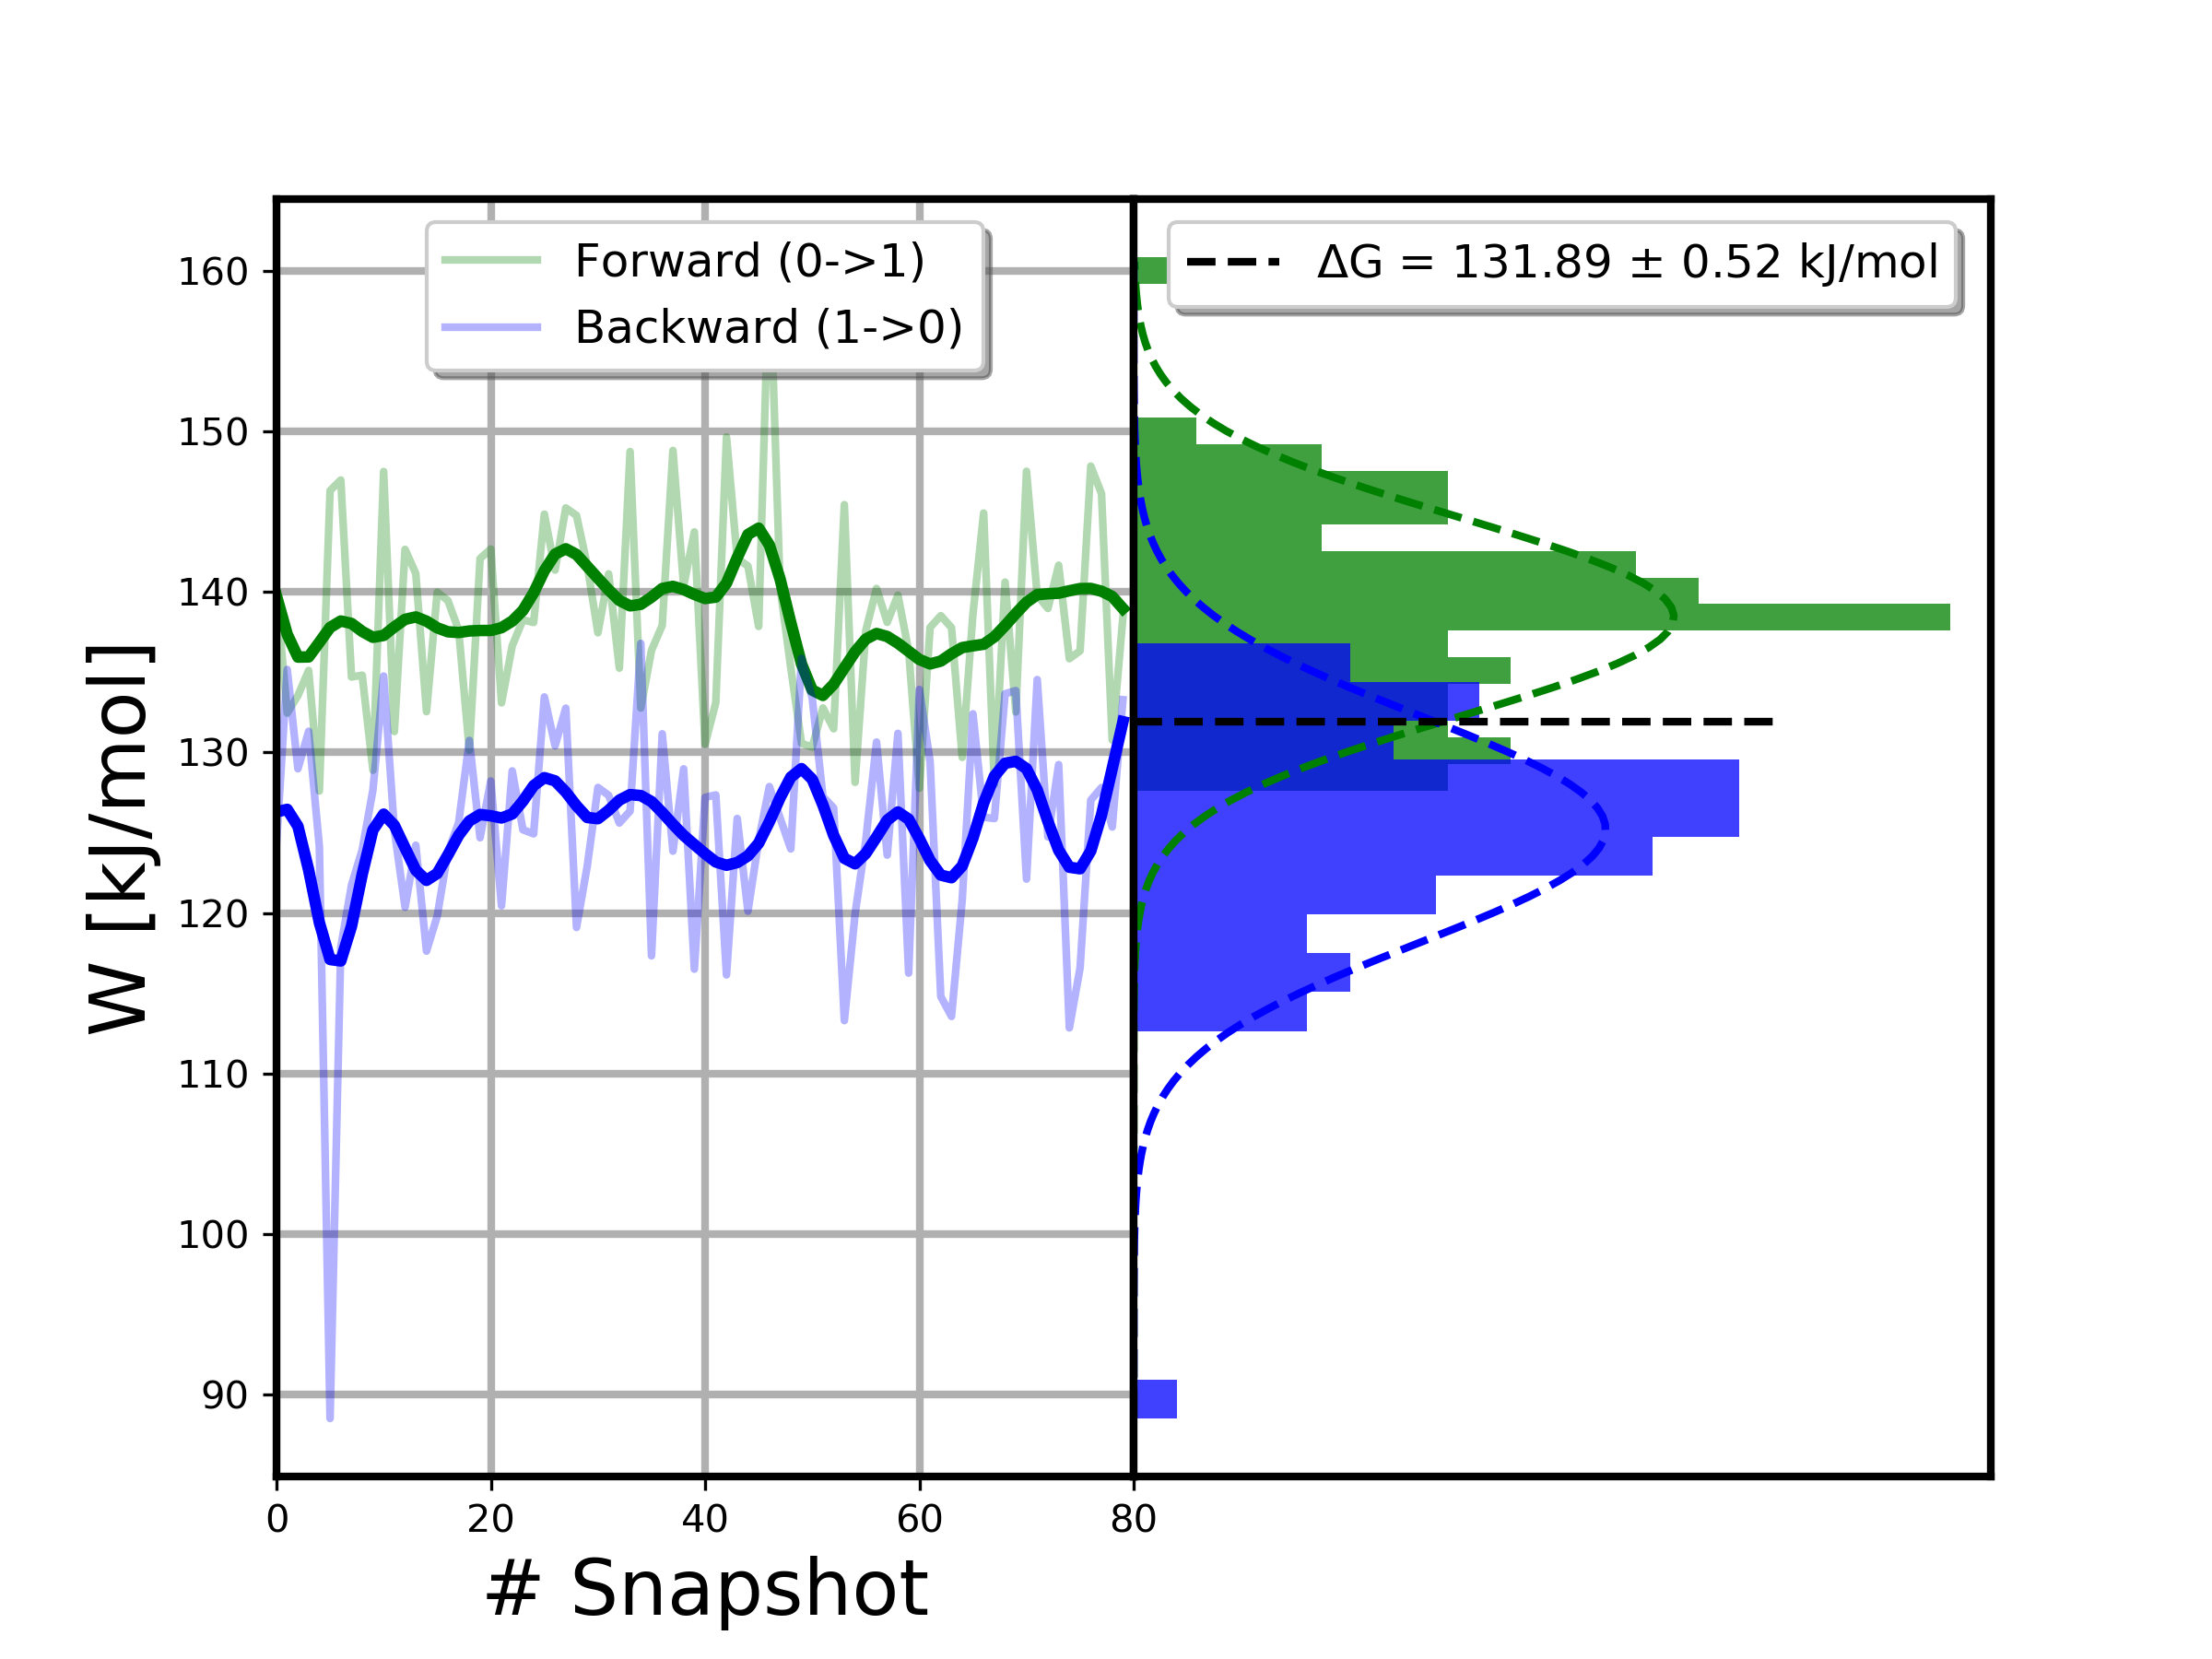 Forward (0->1)
Backward (1->0)
ΔG = 131.89 ± 0.52 kJ/mol
W [kJ/mol]
160
150
140
130
120
110
100
90
0 20 40 60 80
# Snapshot